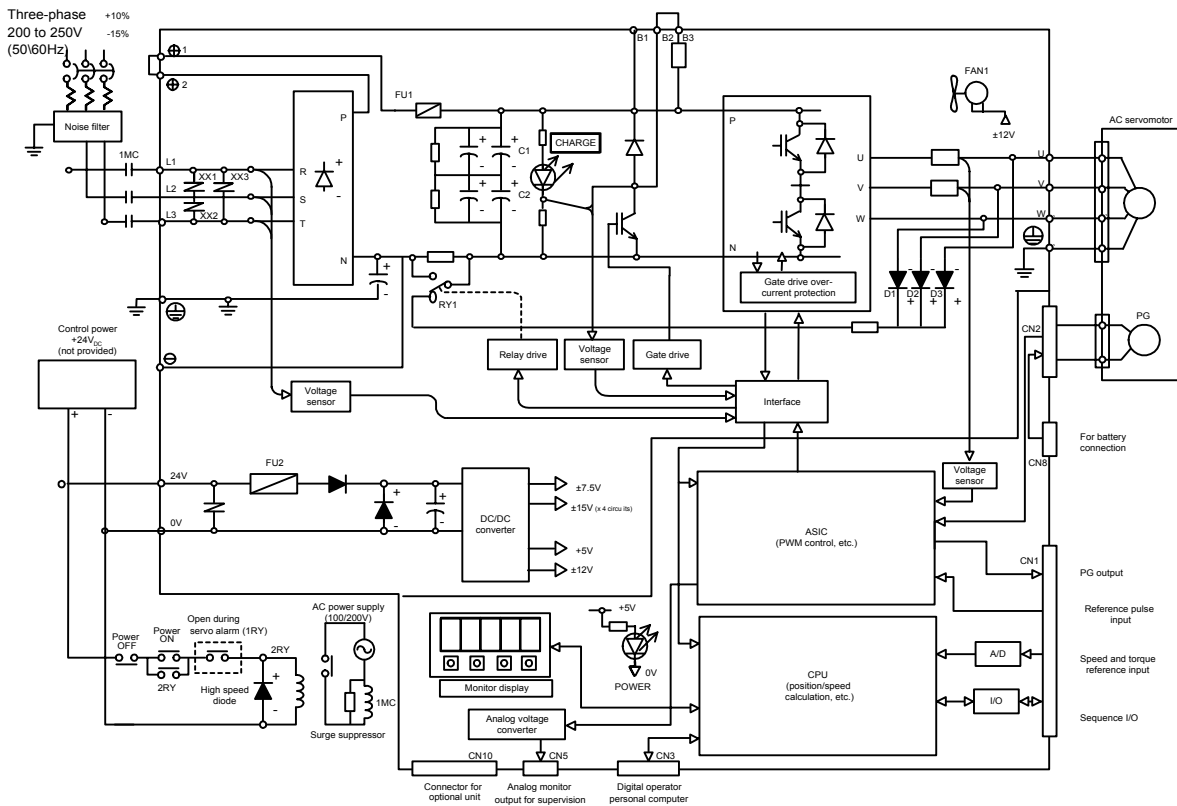 Three-phase +10%
200 to 250V -15%
(50\60Hz)
Noise filter
1MC
L1
L2
L3
XX1
XX3
XX2
1
2
R
S
T
P
N
+
FU1
+
+
C1
-
-
+
+
C2
-
-
CHARGE
B1
B2
B3
+
-
RY1
P
N
Gate drive over-
current protection
U
V
W
FAN1
±12V
AC servomotor
U
V
W
D1
D2
D3
-
-
-
+
+
+
PG
CN2
Control power
+24VDC
(not provided)
+
-
Relay drive
Voltage
sensor
Gate drive
Voltage
sensor
Interface
For battery
connection
CN8
Voltage
sensor
24V
FU2
0V
+
-
+
-
DC/DC
converter
±7.5V
±15V (x 4 circu its)
+5V
±12V
ASIC
(PWM control, etc.)
CN1
PG output
Reference pulse
input
Power
OFF
Power
ON
Open during
servo alarm (1RY)
2RY
2RY
+
-
High speed
diode
AC power supply
(100/200V)
1MC
Surge suppressor
Monitor display
+5V
0V
POWER
CPU
(position/speed
calculation, etc.)
A/D
Speed and torque
reference input
I/O
Sequence I/O
Analog voltage
converter
CN10
CN5
CN3
Connector for
optional unit
Analog monitor
output for supervision
Digital operator
personal computer